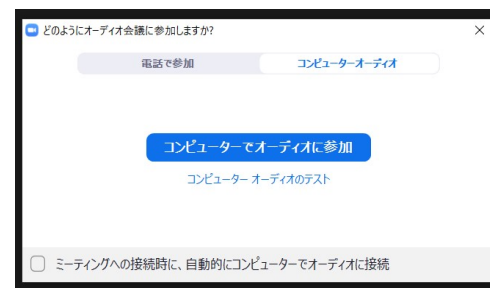 どのようにオーディオ会議に参加しますか?
電話で参加
コンピューターオーディオ
コンピューターでオーディオに参加
コンピューター オーディオのテスト
ミーティングへの接続時に、自動的にコンピューターでオーディオに接続